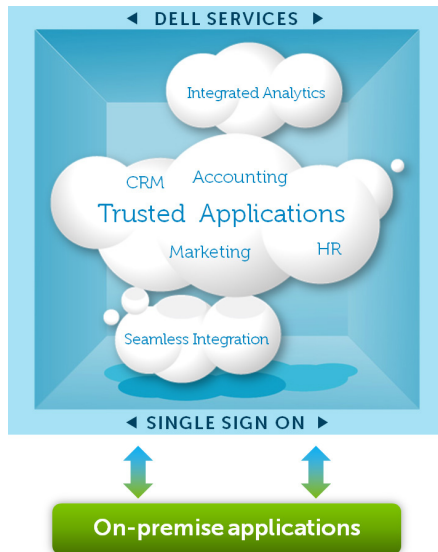 DELL SERVICES
Integrated Analytics
CRM Accounting
Trusted Applications
Marketing HR
Seamless Integration
SINGLE SIGN ON
On-premise applications